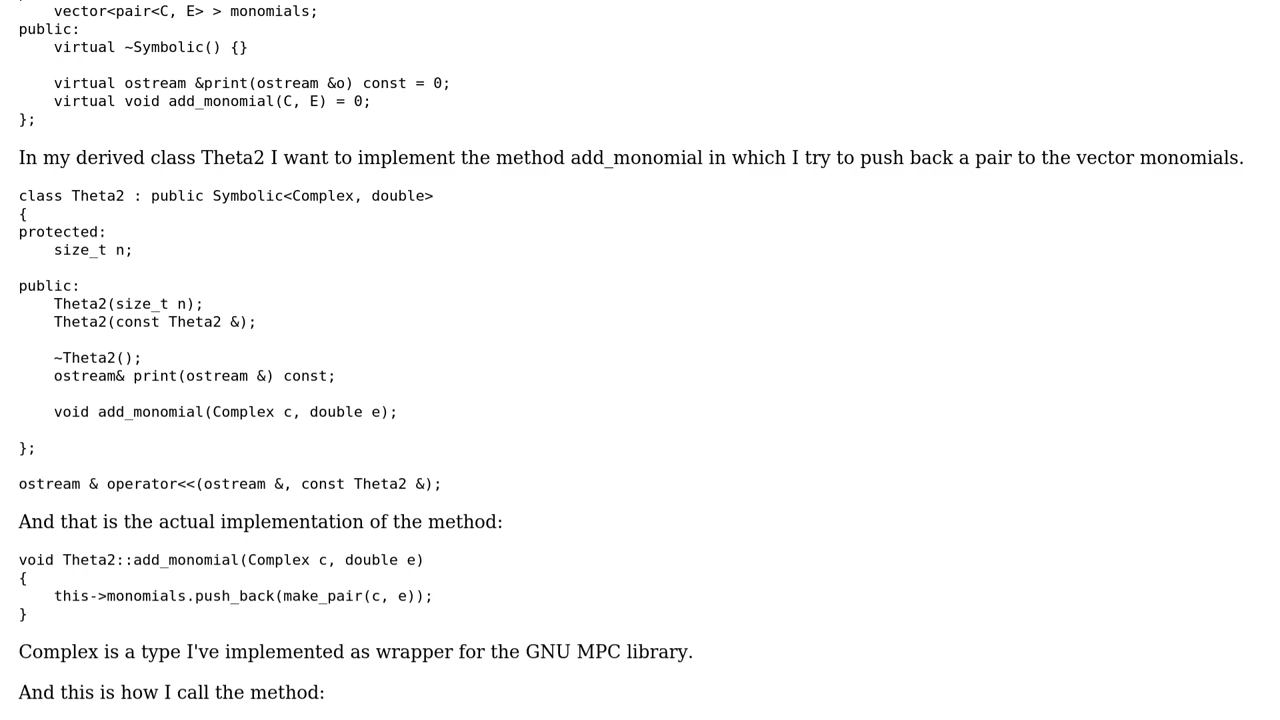 vector<pair<C, E> > monomials;
public:
    virtual ~Symbolic() {}

    virtual ostream &print(ostream &o) const = 0;
    virtual void add_monomial(C, E) = 0;
};
In my derived class Theta2 I want to implement the method add_monomial in which I try to push back a pair to the vector monomials.
class Theta2 : public Symbolic<Complex, double>
{
protected:
    size_t n;

public:
    Theta2(size_t n);
    Theta2(const Theta2 &);

    ~Theta2();
    ostream& print(ostream &) const;

    void add_monomial(Complex c, double e);

};

ostream & operator<<(ostream &, const Theta2 &);
And that is the actual implementation of the method:
void Theta2::add_monomial(Complex c, double e)
{
    this->monomials.push_back(make_pair(c, e));
}
Complex is a type I've implemented as wrapper for the GNU MPC library.
And this is how I call the method: